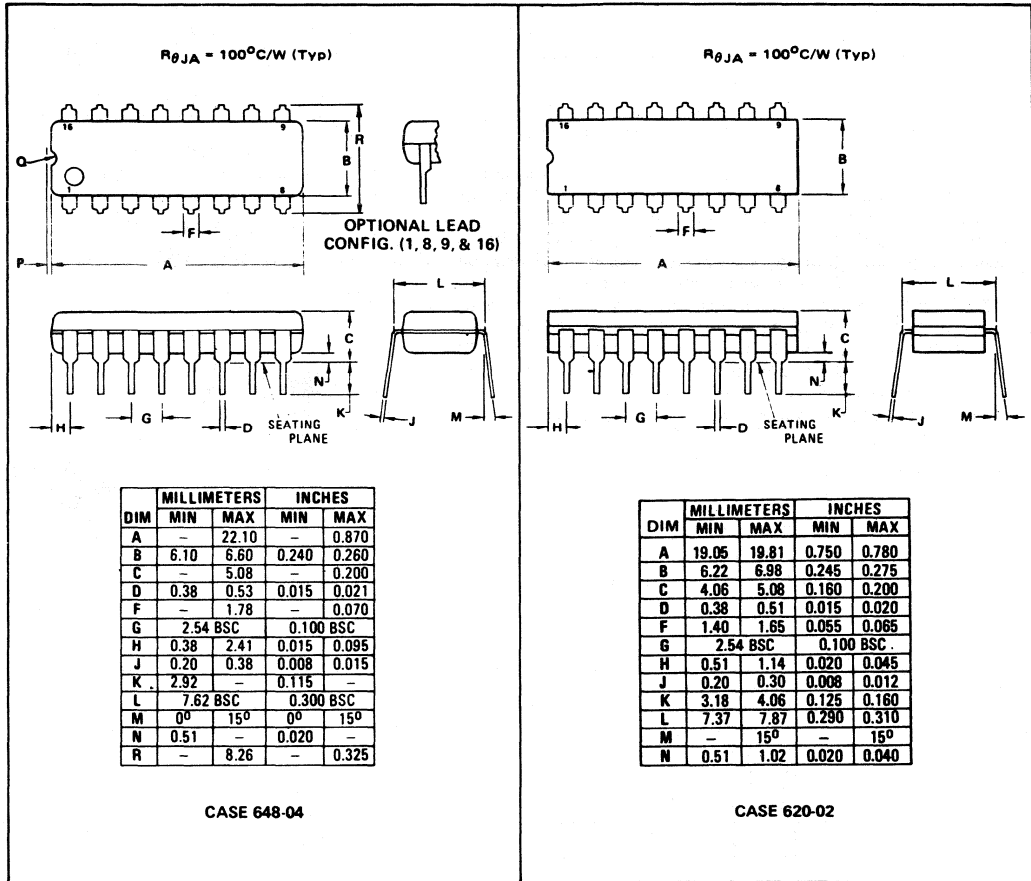 RθJA = 100°C/W (Typ)
16 9
Q
B
R
1 8
F
OPTIONAL LEAD
CONFIG. (1, 8, 9, & 16)
P
A
L
C
N
K
H
G
D
SEATING
PLANE
J
M
MILLIMETERS INCHES
DIM MIN MAX MIN MAX
A – 22.10 – 0.870
B 6.10 6.60 0.240 0.260
C – 5.08 – 0.200
D 0.38 0.53 0.015 0.021
F – 1.78 – 0.070
G 2.54 BSC 0.100 BSC
H 0.38 2.41 0.015 0.095
J 0.20 0.38 0.008 0.015
K 2.92 – 0.115 –
L 7.62 BSC 0.300 BSC
M 0° 15° 0° 15°
N 0.51 – 0.020 –
R – 8.26 – 0.325
CASE 648-04
RθJA = 100°C/W (Typ)
16 9
B
1 8
F
A
L
C
N
K
H
G
D
SEATING
PLANE
J
M
MILLIMETERS INCHES
DIM MIN MAX MIN MAX
A 19.05 19.81 0.750 0.780
B 6.22 6.98 0.245 0.275
C 4.06 5.08 0.160 0.200
D 0.38 0.51 0.015 0.020
F 1.40 1.65 0.055 0.065
G 2.54 BSC 0.100 BSC
H 0.51 1.14 0.020 0.045
J 0.20 0.30 0.008 0.012
K 3.18 4.06 0.125 0.160
L 7.37 7.87 0.290 0.310
M – 15° – 15°
N 0.51 1.02 0.020 0.040
CASE 620-02